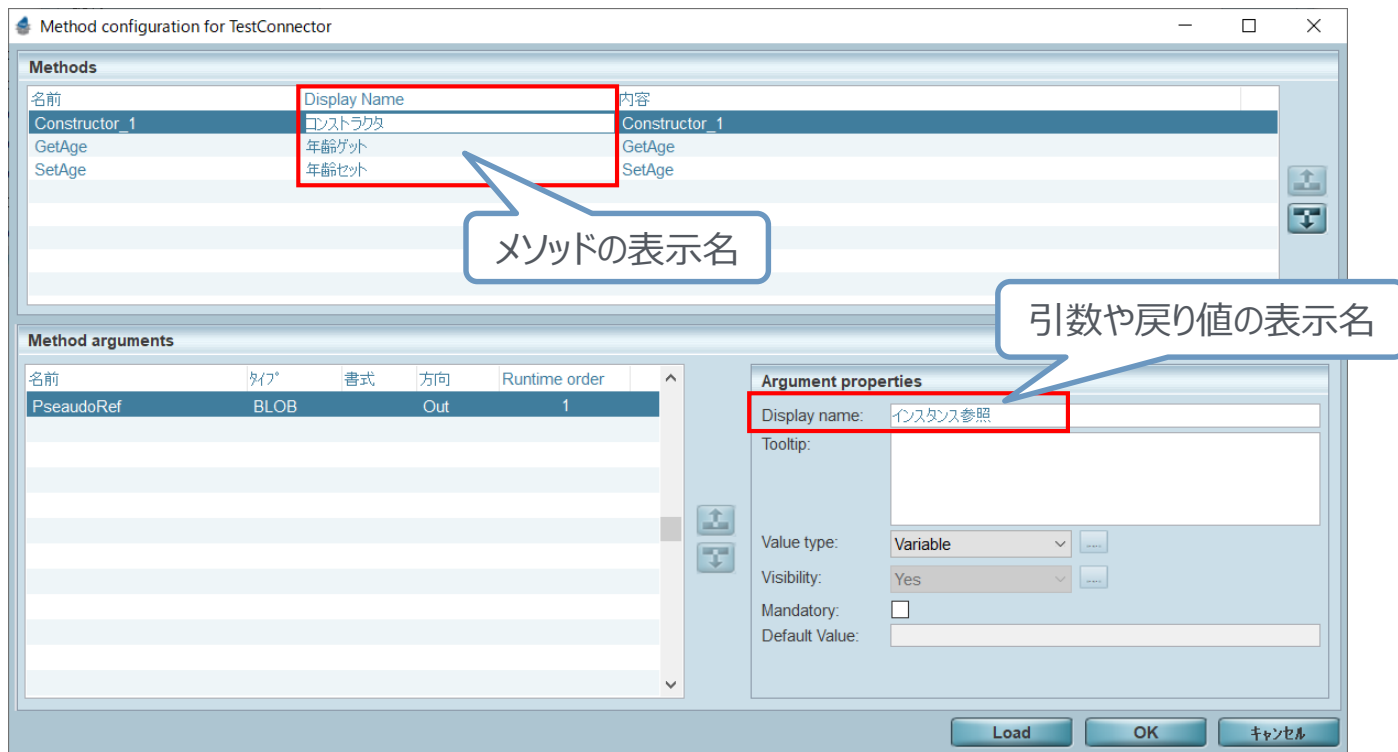 Method configuration for TestConnector
Methods
名前 Display Name 内容
Constructor_1 コンストラクタ Constructor_1
GetAge 年齢ゲット GetAge
SetAge 年齢セット SetAge
メソッドの表示名
引数や戻り値の表示名
Method arguments
名前 タイプ 書式 方向 Runtime order
PseaudoRef BLOB Out 1
Argument properties
Display name: インスタンス参照
Tooltip:
Value type: Variable .....
Visibility: Yes .....
Mandatory:
Default Value:
Load OK キャンセル